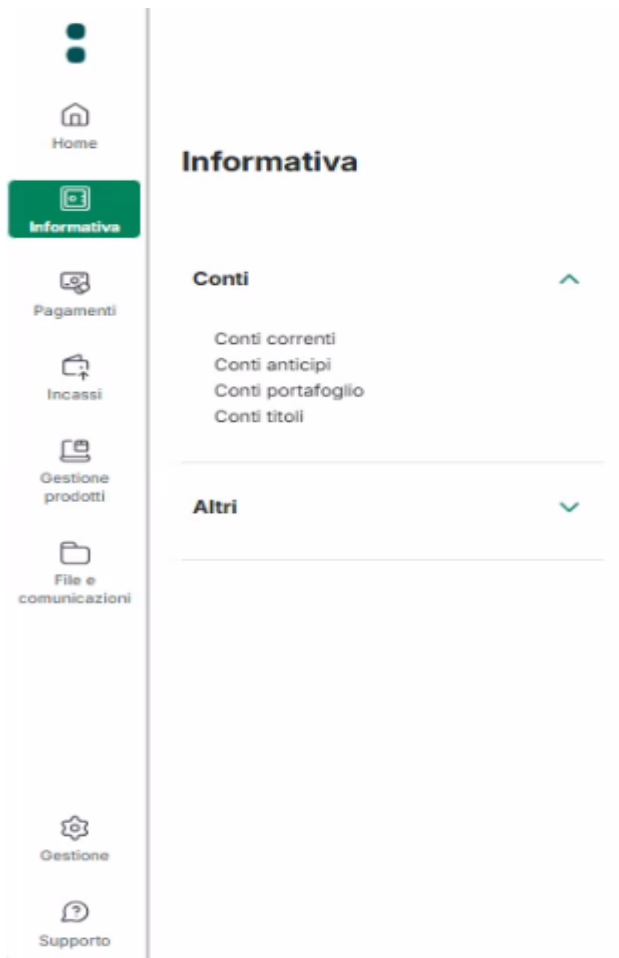 Home
Informativa
Pagamenti
Incassi
Gestione
prodotti
File e
comunicazioni
Gestione
Supporto
Informativa
Conti
Conti correnti
Conti anticipi
Conti portafoglio
Conti titoli
Altri